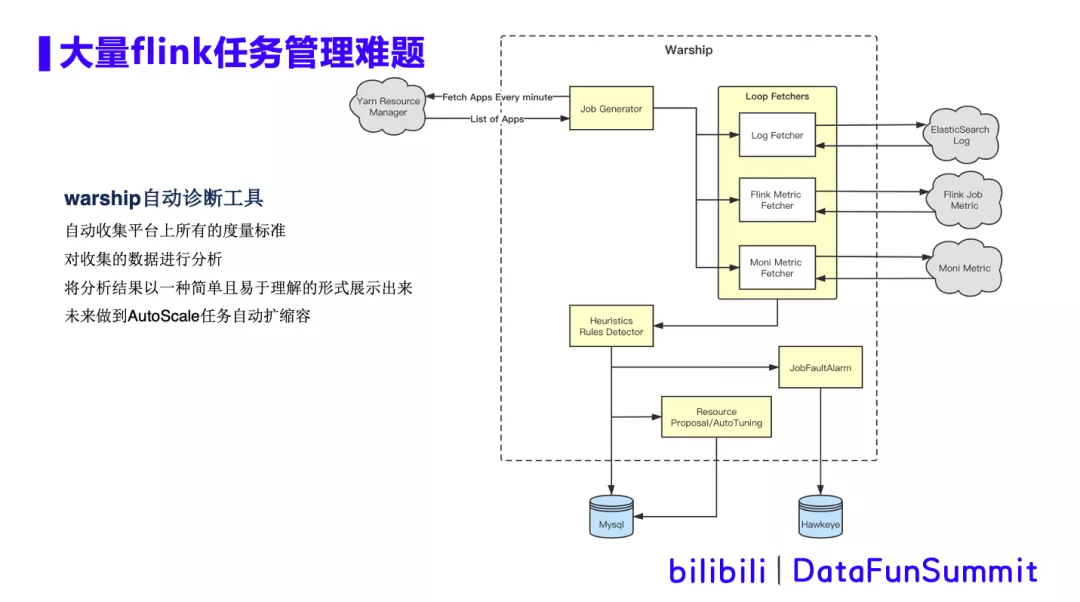 大量flink任务管理难题
warship自动诊断工具
自动收集平台上所有的度量标准
对收集的数据进行分析
将分析结果以一种简单且易于理解的形式展示出来
未来做到AutoScale任务自动扩缩容
Warship
Yarn Resource
Manager
Fetch Apps Every minute
List of Apps
Job Generator
Loop Fetchers
Log Fetcher
ElasticSearch
Log
Flink Metric
Fetcher
Flink Job
Metric
Moni Metric
Fetcher
Moni Metric
Heuristics
Rules Detector
JobFaultAlarm
Resource
Proposal/AutoTuning
Mysql
Hawkeye
bilibili | DataFunSummit